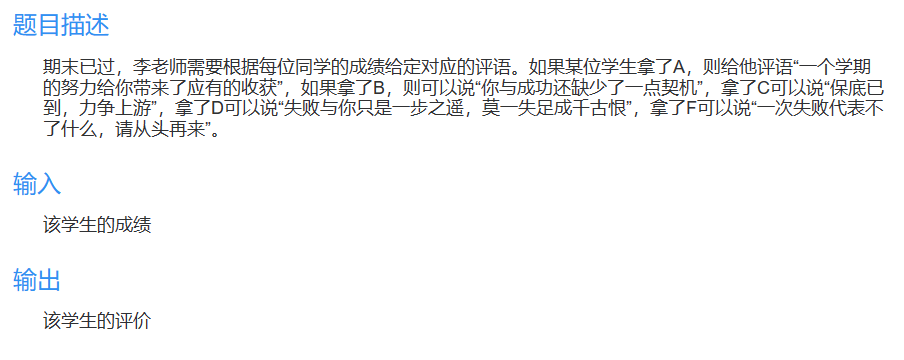 题目描述
期末已过，李老师需要根据每位同学的成绩给定对应的评语。如果某位学生拿了A，则给他评语“一个学期
的努力给你带来了应有的收获”，如果拿了B，则可以说“你与成功还缺少了一点契机”，拿了C可以说“保底已
到，力争上游”，拿了D可以说“失败与你只是一步之遥，莫一失足成千古恨”，拿了F可以说“一次失败代表不
了什么，请从头再来”。
输入
该学生的成绩
输出
该学生的评价